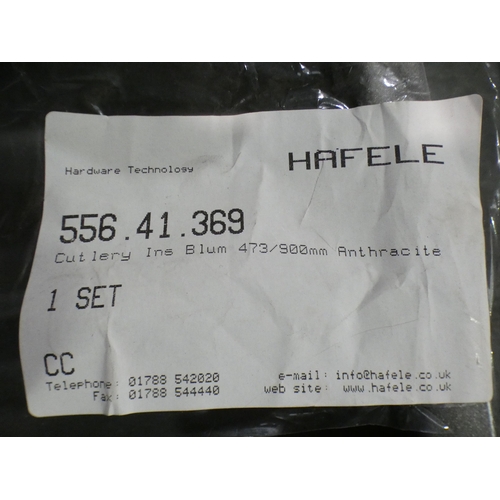 HAFELE
Hardware Technology
556.41.369
Cutlery Ins Blum 473/900mm Anthracite
1 SET
CC
Telephone: 01788 542020
Fax: 01788 544440
e-mail: info@hafele.co.uk
web site: www.hafele.co.uk